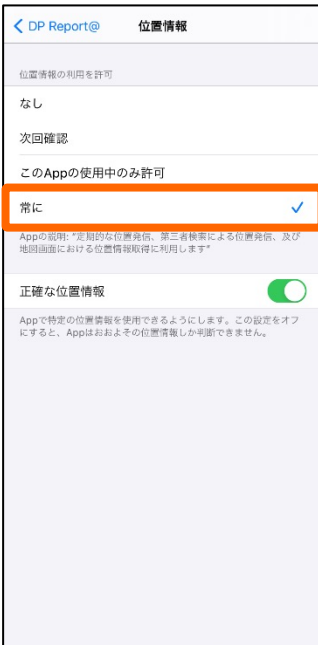 DP Report@ 位置情報
位置情報の利用を許可
なし
次回確認
このAppの使用中のみ許可
常に
Appの説明: "定期的な位置発信、第三者検索による位置発信、及び
地図画面における位置情報取得に利用します"
正確な位置情報
Appで特定の位置情報を使用できるようにします。この設定をオフ
にすると、Appはおおよその位置情報しか判断できません。